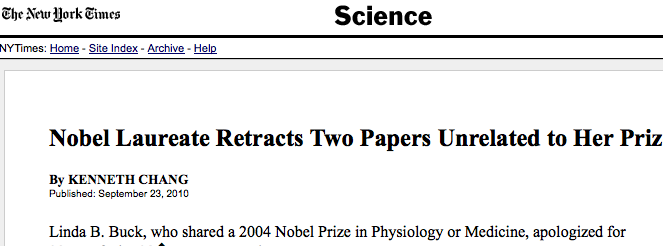 The New York Times
Science
NYTimes: Home - Site Index - Archive - Help
Nobel Laureate Retracts Two Papers Unrelated to Her Priz
By KENNETH CHANG
Published: September 23, 2010
Linda B. Buck, who shared a 2004 Nobel Prize in Physiology or Medicine, apologized for